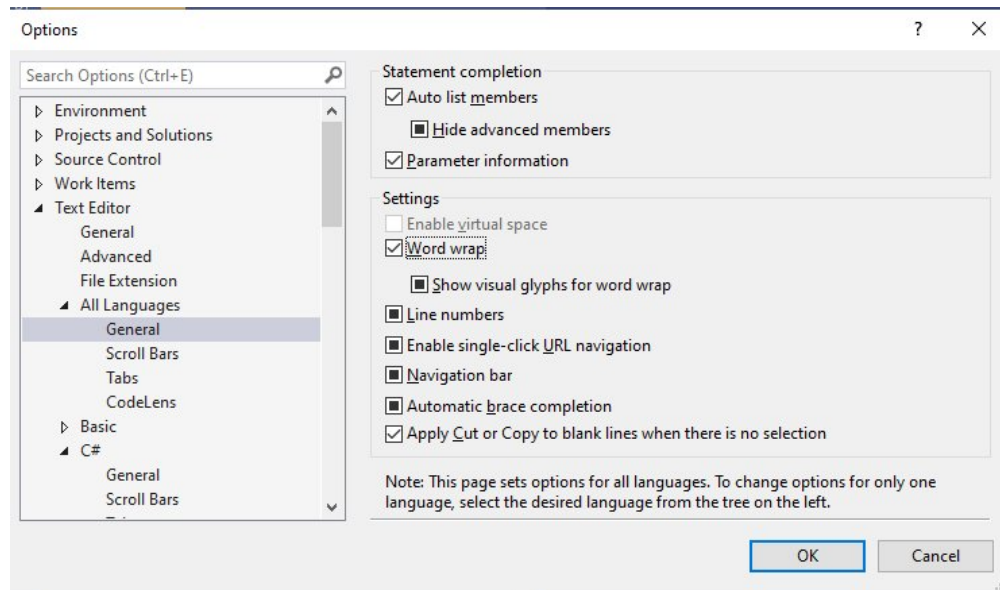 Options
?
Search Options (Ctrl+E)
Environment
Projects and Solutions
Source Control
Work Items
Text Editor
General
Advanced
File Extension
All Languages
General
Scroll Bars
Tabs
CodeLens
Basic
C#
General
Scroll Bars
Statement completion
Auto list members
Hide advanced members
Parameter information
Settings
Enable virtual space
Word wrap
Show visual glyphs for word wrap
Line numbers
Enable single-click URL navigation
Navigation bar
Automatic brace completion
Apply Cut or Copy to blank lines when there is no selection
Note: This page sets options for all languages. To change options for only one
language, select the desired language from the tree on the left.
OK
Cancel